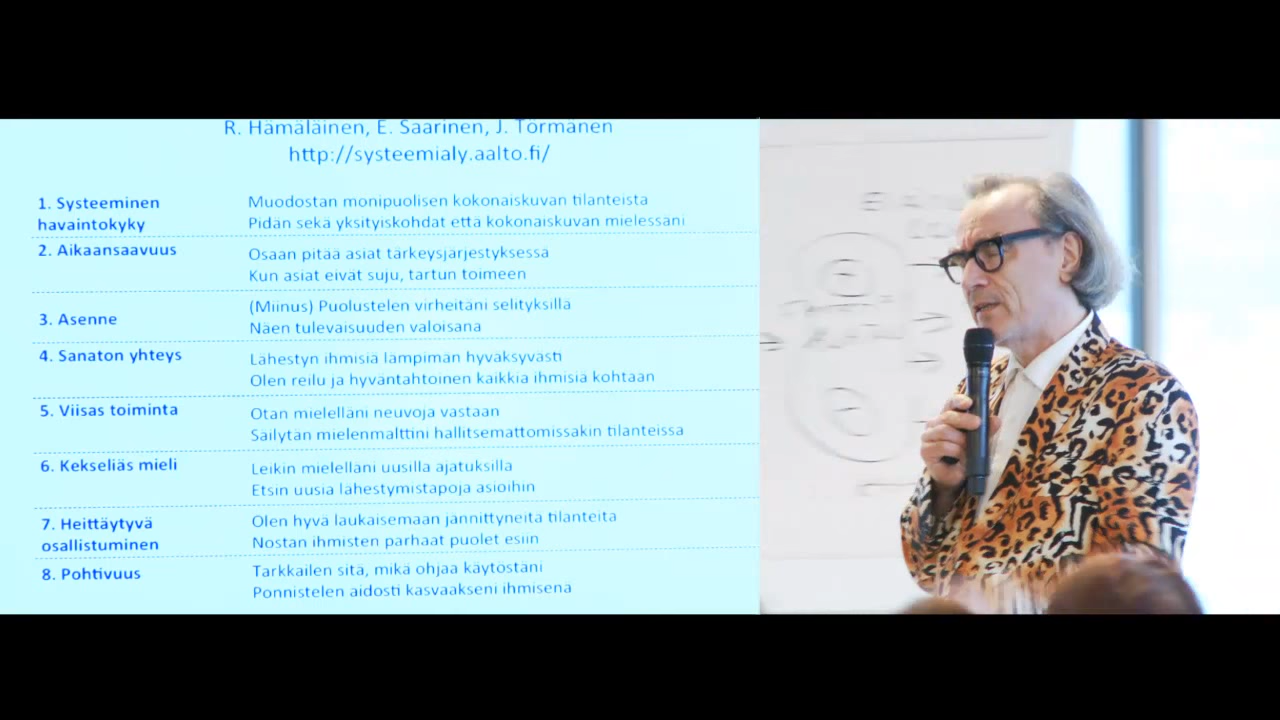 R. Hämäläinen, E. Saarinen, J. Törmänen
http://systeemialy.aalto.fi/
1. Systeeminen havaintokyky
Muodostan monipuolisen kokonaiskuvan tilanteista
Pidän sekä yksityiskohdat että kokonaiskuvan mielessäni
2. Aikaansaavuus
Osaan pitää asiat tärkeysjärjestyksessä
Kun asiat eivät suju, tartun toimeen
3. Asenne
(Miinus) Puolustelen virheitäni selityksillä
Näen tulevaisuuden valoisana
4. Sanaton yhteys
Lähestyn ihmisiä lämpimän hyväksyvästi
Olen reilu ja hyväntahtoinen kaikkia ihmisiä kohtaan
5. Viisas toiminta
Otan mielelläni neuvoja vastaan
Säilytän mielenmalttini hallitsemattomissakin tilanteissa
6. Kekseliäs mieli
Leikin mielelläni uusilla ajatuksilla
Etsin uusia lähestymistapoja asioihin
7. Heittäytyvä osallistuminen
Olen hyvä laukaisemaan jännittyneitä tilanteita
Nostan ihmisten parhaat puolet esiin
8. Pohtivuus
Tarkkailen sitä, mikä ohjaa käytöstäni
Ponnistelen aidosti kasvaakseni ihmisenä